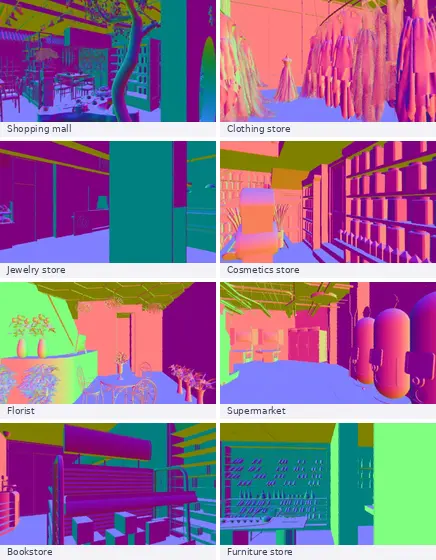 Shopping mall
Clothing store
Jewelry store
Cosmetics store
Florist
Supermarket
Bookstore
Furniture store